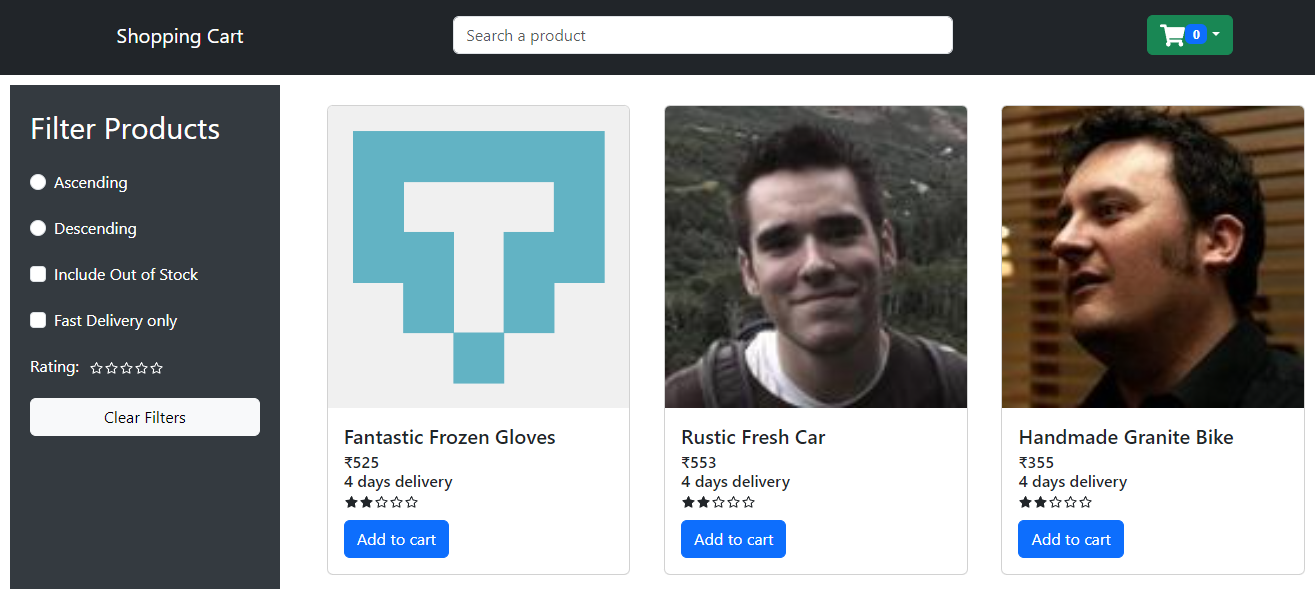 Shopping Cart
Search a product
0
Filter Products
Ascending
Descending
Include Out of Stock
Fast Delivery only
Rating:
Clear Filters
Fantastic Frozen Gloves
₹525
4 days delivery
Add to cart
Rustic Fresh Car
₹553
4 days delivery
Add to cart
Handmade Granite Bike
₹355
4 days delivery
Add to cart